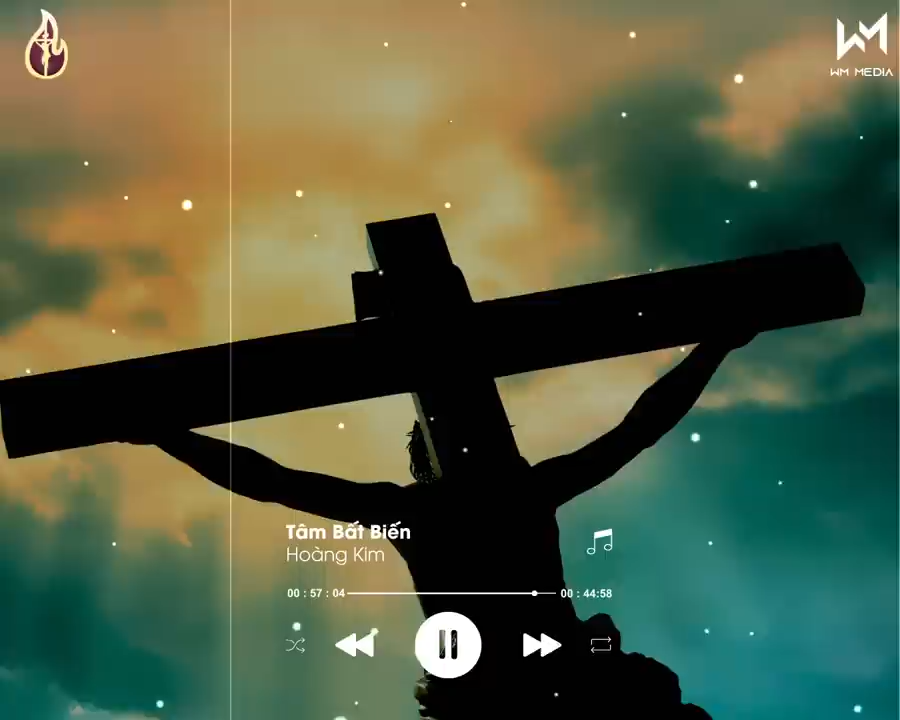 WM MEDIA
Tâm Bất Biến
Hoàng Kim
00 : 57 : 04
00 : 44:58